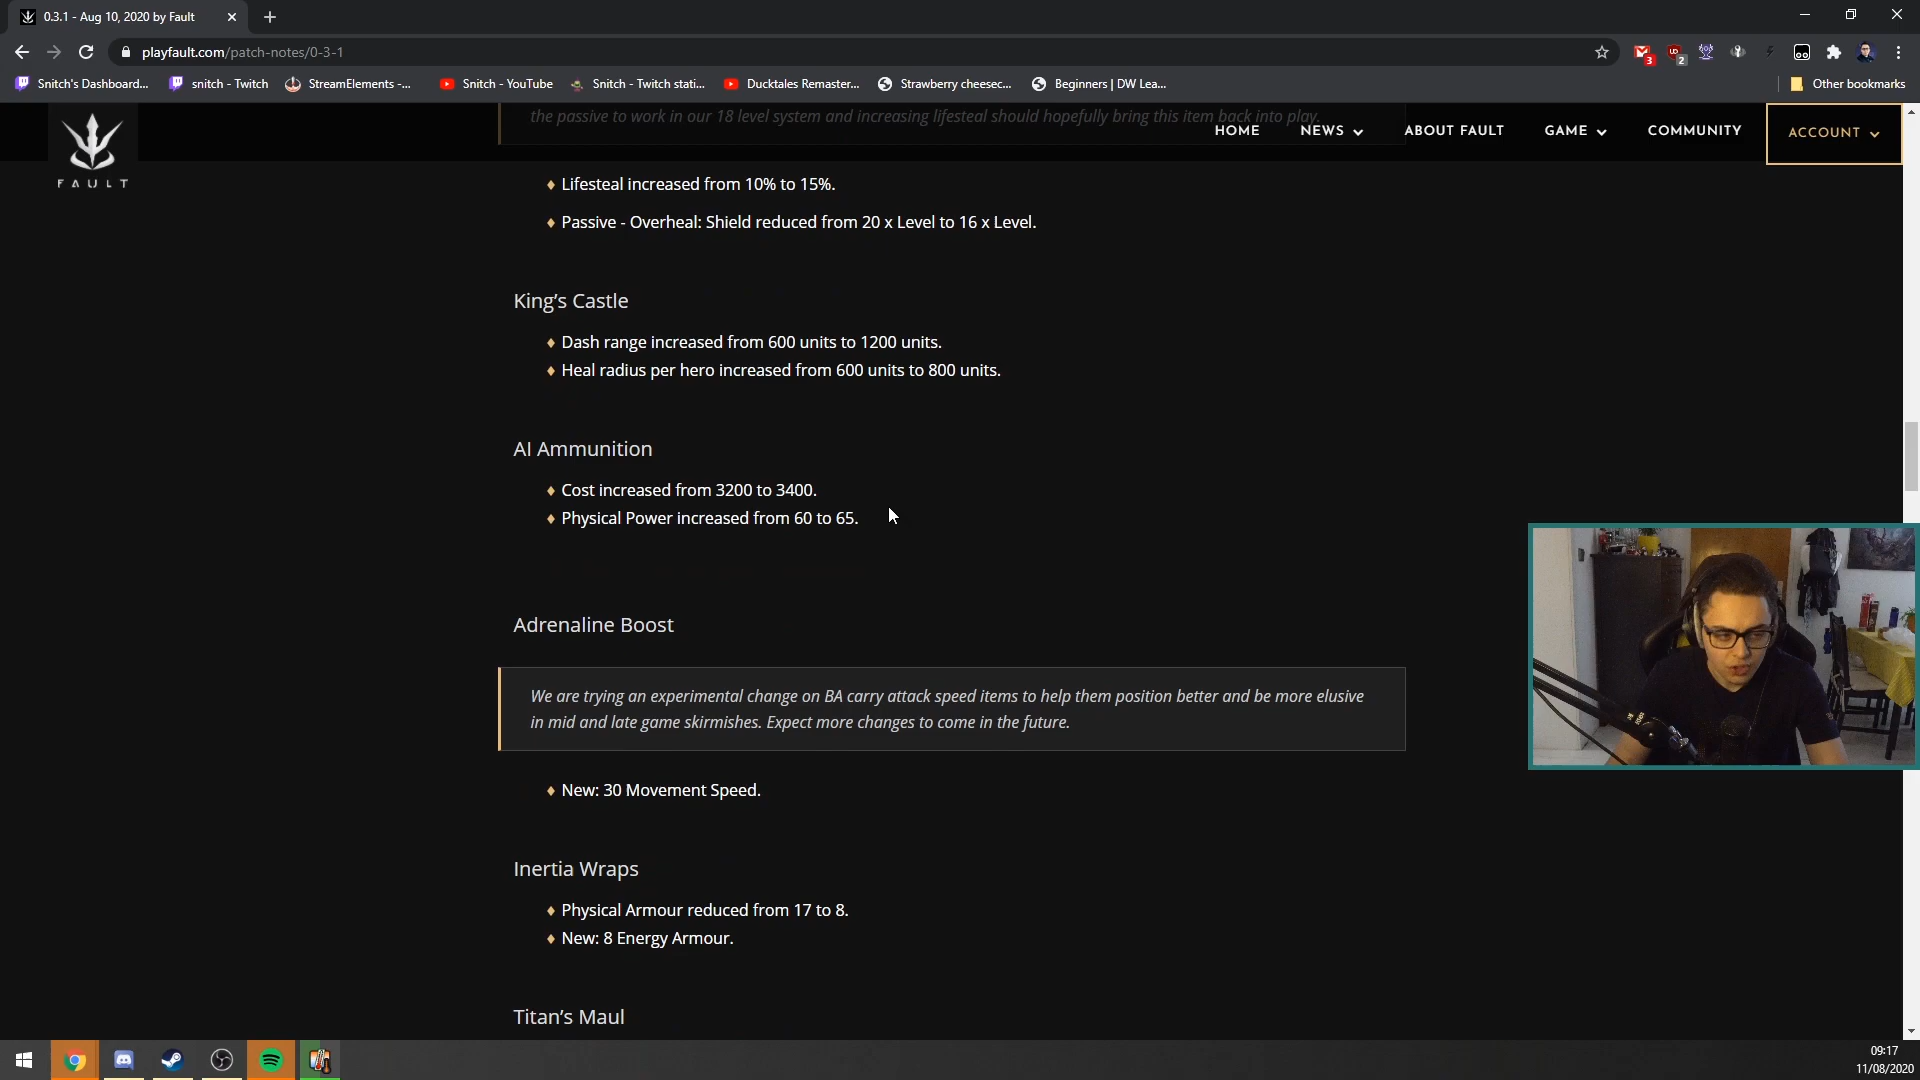 0.3.1 - Aug 10, 2020 by Fault
playfault.com/patch-notes/0-3-1
3
2
Snitch's Dashboard...
snitch - Twitch
StreamElements -...
Snitch - YouTube
Snitch - Twitch stati...
Ducktales Remaster...
Strawberry cheesec...
Beginners | DW Lea...
Other bookmarks
FAULT
HOME
NEWS
ABOUT FAULT
GAME
COMMUNITY
ACCOUNT
the passive to work in our 18 level system and increasing lifesteal should hopefully bring this item back into play.
Lifesteal increased from 10% to 15%.
Passive - Overheal: Shield reduced from 20 x Level to 16 x Level.
King’s Castle
Dash range increased from 600 units to 1200 units.
Heal radius per hero increased from 600 units to 800 units.
AI Ammunition
Cost increased from 3200 to 3400.
Physical Power increased from 60 to 65.
Adrenaline Boost
We are trying an experimental change on BA carry attack speed items to help them position better and be more elusive
in mid and late game skirmishes. Expect more changes to come in the future.
New: 30 Movement Speed.
Inertia Wraps
Physical Armour reduced from 17 to 8.
New: 8 Energy Armour.
Titan’s Maul
09:17
11/08/2020